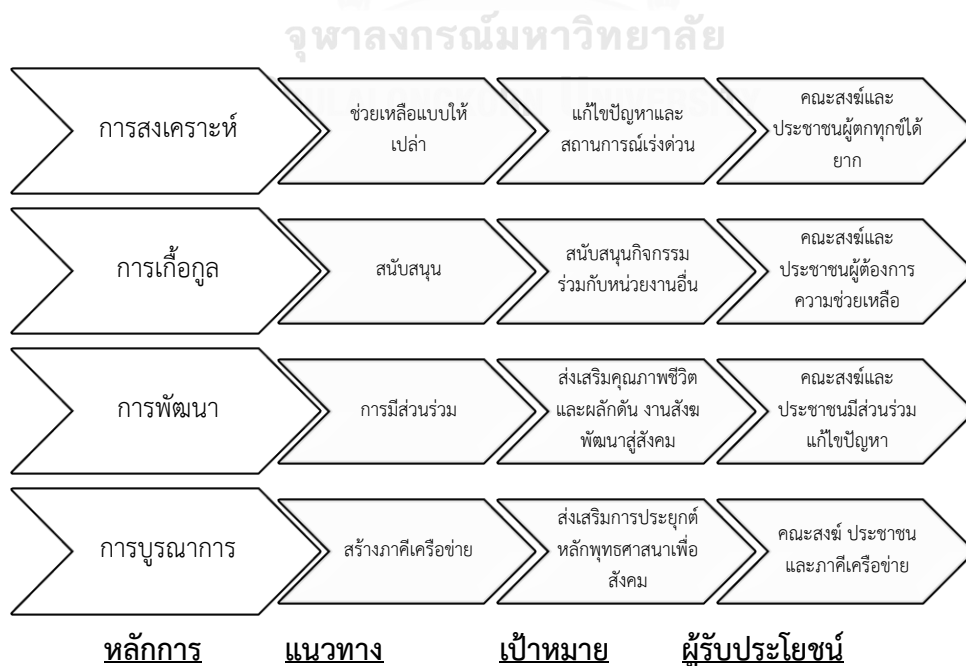 จุฬาลงกรณ์มหาวิทยาลัย
CHULALONGKORN UNIVERSITY
การสงเคราะห์
ช่วยเหลือแบบให้
เปล่า
แก้ไขปัญหาและ
สถานการณ์เร่งด่วน
คณะสงฆ์และ
ประชาชนผู้ตกทุกข์ได้
ยาก
การเกื้อกูล
สนับสนุน
สนับสนุนกิจกรรม
ร่วมกับหน่วยงานอื่น
คณะสงฆ์และ
ประชาชนผู้ต้องการ
ความช่วยเหลือ
การพัฒนา
การมีส่วนร่วม
ส่งเสริมคุณภาพชีวิต
และผลักดัน งานสังฆ
พัฒนาสู่สังคม
คณะสงฆ์และ
ประชาชนมีส่วนร่วม
แก้ไขปัญหา
การบูรณาการ
สร้างภาคีเครือข่าย
ส่งเสริมการประยุกต์
หลักพุทธศาสนาเพื่อ
สังคม
คณะสงฆ์ ประชาชน
และภาคีเครือข่าย
หลักการ แนวทาง เป้าหมาย ผู้รับประโยชน์